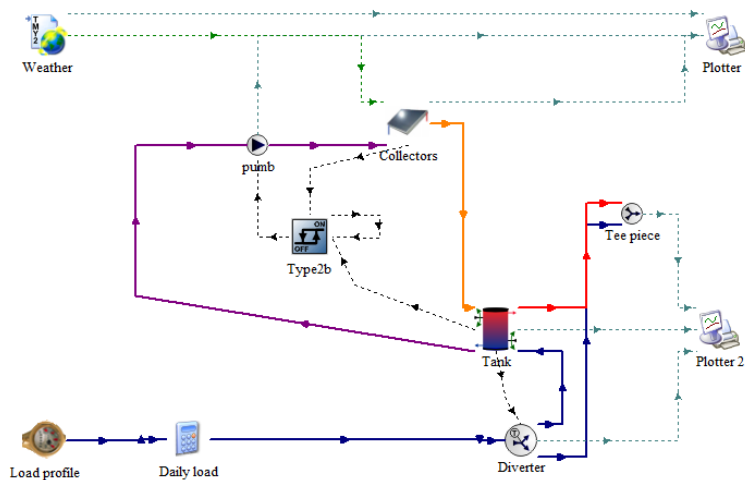 TMY2
Weather
Plotter
Collectors
pumb
ON
OFF
Type2b
Tee piece
Tank
Plotter 2
Load profile
Daily load
T
Diverter